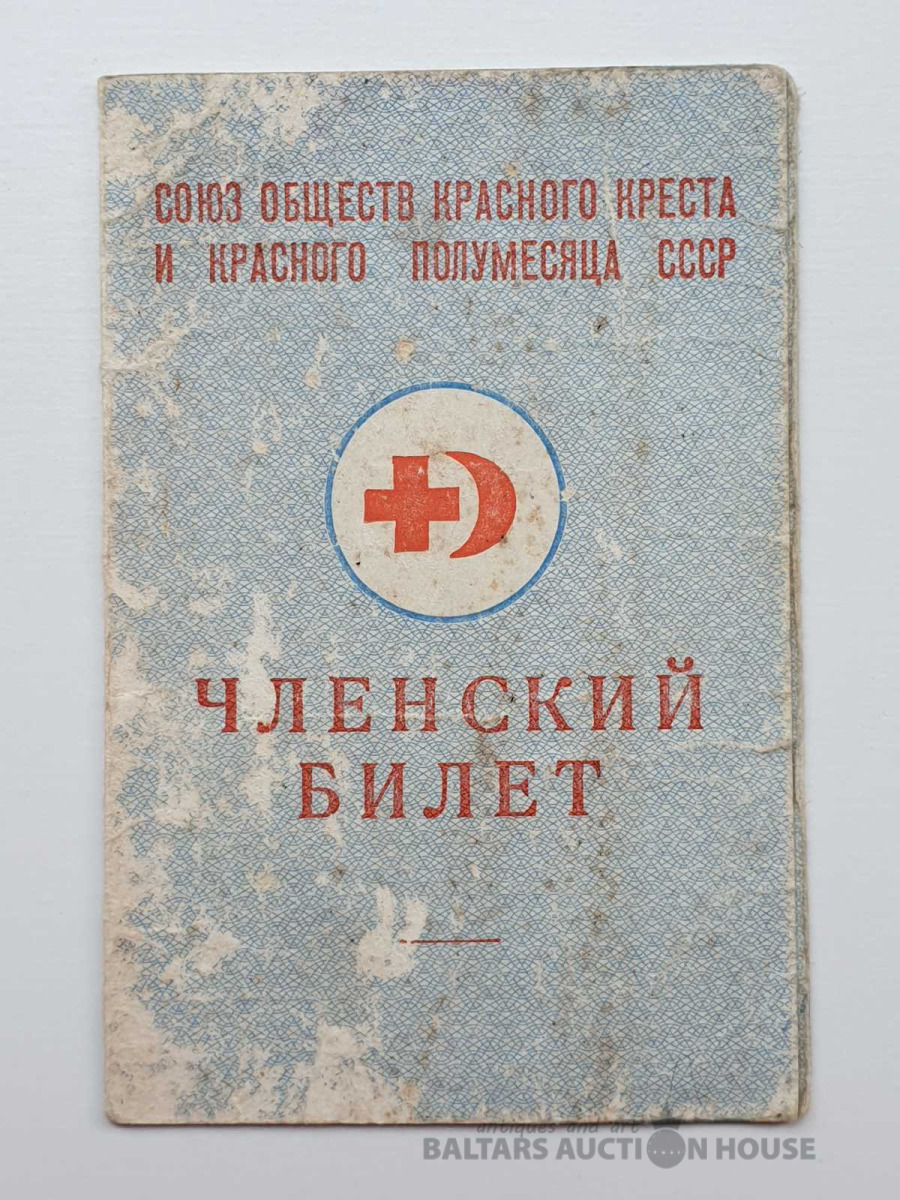 СОЮЗ ОБЩЕСТВ КРАСНОГО КРЕСТА
И КРАСНОГО ПОЛУМЕСЯЦА СССР
ЧЛЕНСКИЙ
БИЛЕТ
antiques and art
BALTARS AUCTION HOUSE